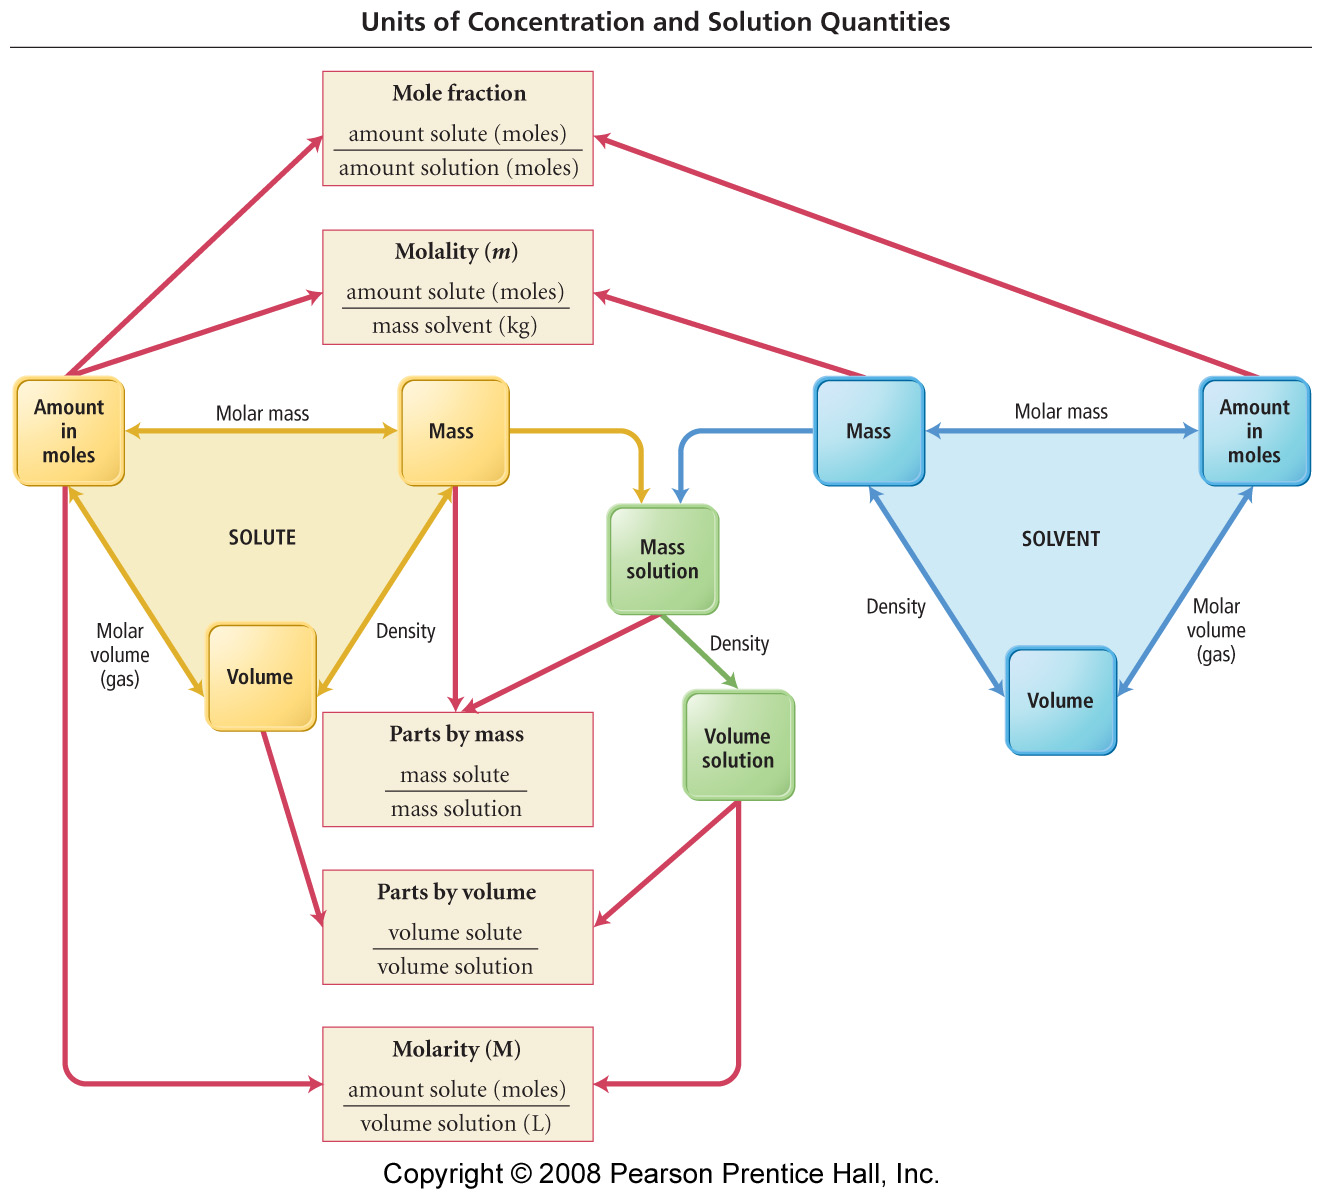 Units of Concentration and Solution Quantities
Mole fraction
amount solute (moles)
amount solution (moles)
Molality (m)
amount solute (moles)
mass solvent (kg)
Amount
in
moles
Molar mass
Mass
Mass
Molar mass
Amount
in
moles
SOLUTE
Mass
solution
SOLVENT
Molar
volume
(gas)
Density
Volume
Density
Density
Molar
volume
(gas)
Volume
Parts by mass
mass solute
mass solution
Volume
solution
Parts by volume
volume solute
volume solution
Molarity (M)
amount solute (moles)
volume solution (L)
Copyright © 2008 Pearson Prentice Hall, Inc.